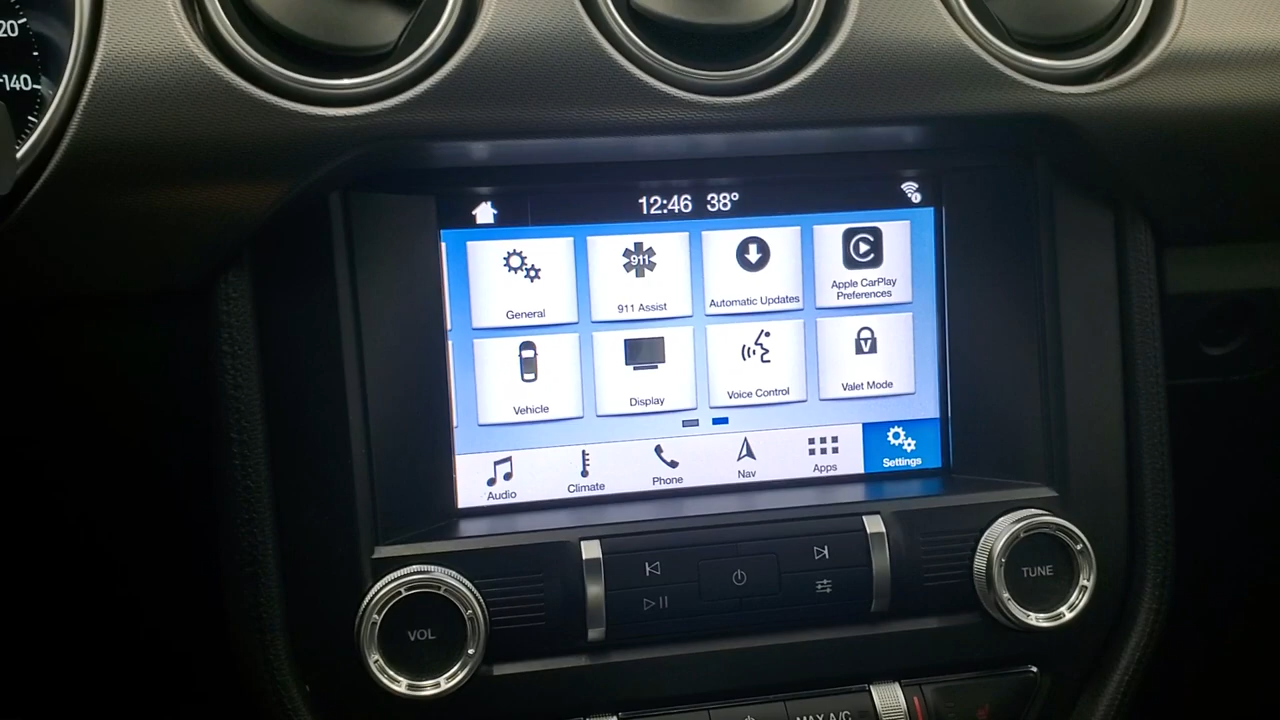 20
140
12:46 38°
General
911
911 Assist
Automatic Updates
Apple CarPlay
Preferences
Vehicle
Display
Voice Control
V
Valet Mode
Audio
Climate
Phone
Nav
Apps
Settings
VOL
TUNE
MAX A/C